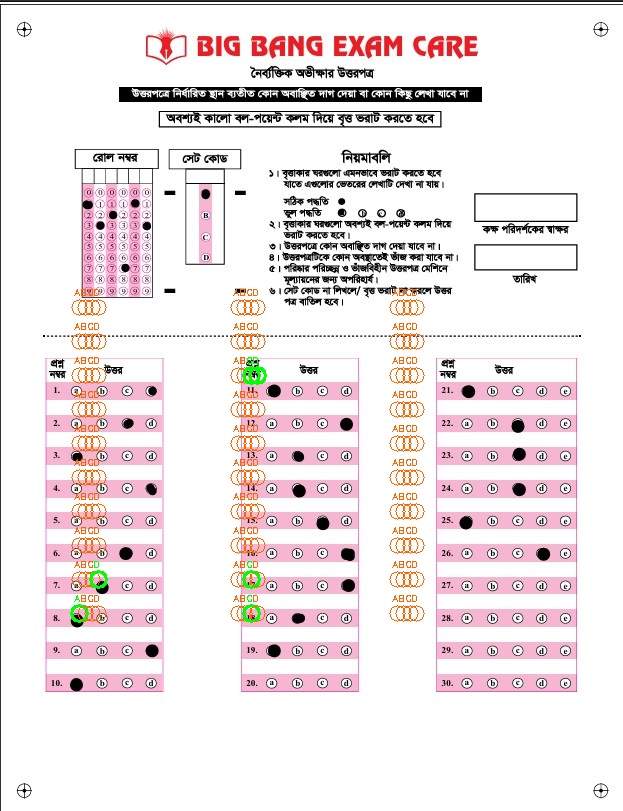 BIG BANG EXAM CARE
নৈর্ব্যক্তিক অভীক্ষার উত্তরপত্র
উত্তরপত্রে নির্ধারিত স্থান ব্যতীত কোন অবাঞ্ছিত দাগ দেয়া বা কোন কিছু লেখা যাবে না
অবশ্যই কালো বল-পয়েন্ট কলম দিয়ে বৃত্ত ভরাট করতে হবে
রোল নম্বর
সেট কোড
B
C
D
নিয়মাবলি
১। বৃত্তাকার ঘরগুলো এমনভাবে ভরাট করতে হবে
যাতে এগুলোর ভেতরের লেখাটি দেখা না যায়।
সঠিক পদ্ধতি
ভুল পদ্ধতি
২। বৃত্তাকার ঘরগুলো অবশ্যই কালো বল-পয়েন্ট কলম দিয়ে
ভরাট করতে হবে।
৩। উত্তরপত্রে কোন অবাঞ্ছিত দাগ দেয়া যাবে না।
৪। উত্তরপত্রটিকে কোন অবস্থাতেই ভাঁজ করা যাবে না।
৫। পরিষ্কার পরিচ্ছন্ন ও ভাঁজবিহীন উত্তরপত্র মেশিনে
মূল্যায়নের জন্য অপরিহার্য।
৬। সেট কোড না লিখলে/ বৃত্ত ভরাট না করলে উত্তর
পত্র বাতিল হবে।
কক্ষ পরিদর্শকের স্বাক্ষর
তারিখ
প্রশ্ন নম্বর উত্তর
1. a b c
2. a b d
3. b c d
4. a b c
5. a b c d
6. a b d
7. a c d
8. b c d
9. a b c
10. b c d
প্রশ্ন নম্বর উত্তর
11. b c d
12. a b c
13. a c d
14. a c d
15. a b d
16. a b c
17. a b c
18. a c d
19. b c d
20. a b c d
প্রশ্ন নম্বর উত্তর
21. b c d e
22. a b d e
23. a b d e
24. a b d e
25. b c d e
26. a b c e
27. a b c d e
28. a b c d e
29. a b c d e
30. a b c d e